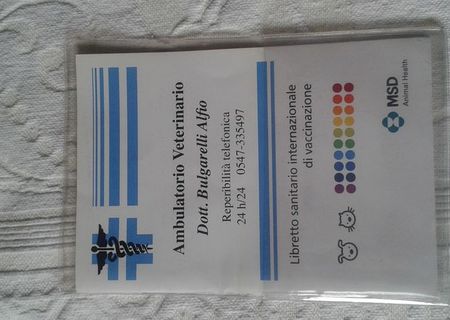 Ambulatorio Veterinario
Dott. Bulgarelli Alfio
Reperibilità telefonica
24 h/24 0547-335497
Libretto sanitario internazionale
di vaccinazione
MSD
Animal Health